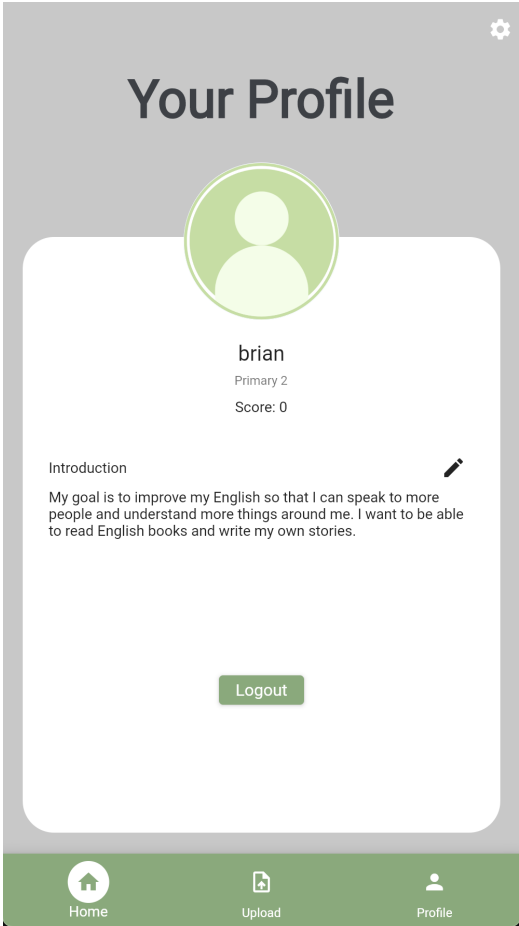 Your Profile
brian
Primary 2
Score: 0
Introduction
My goal is to improve my English so that I can speak to more
people and understand more things around me. I want to be able
to read English books and write my own stories.
Logout
Home
Upload
Profile